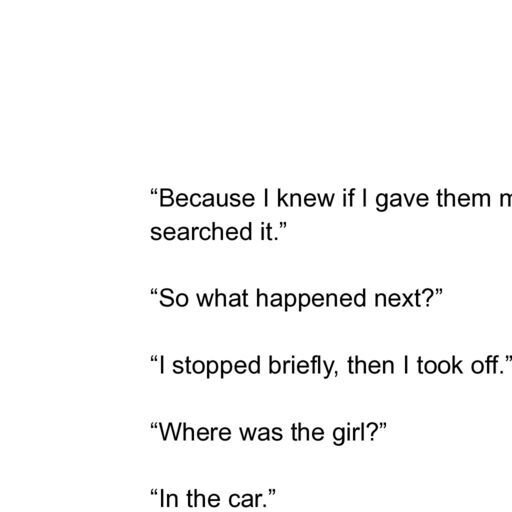 “Because I knew if I gave them
searched it.”
“So what happened next?”
“I stopped briefly, then I took off.”
“Where was the girl?”
“In the car.”